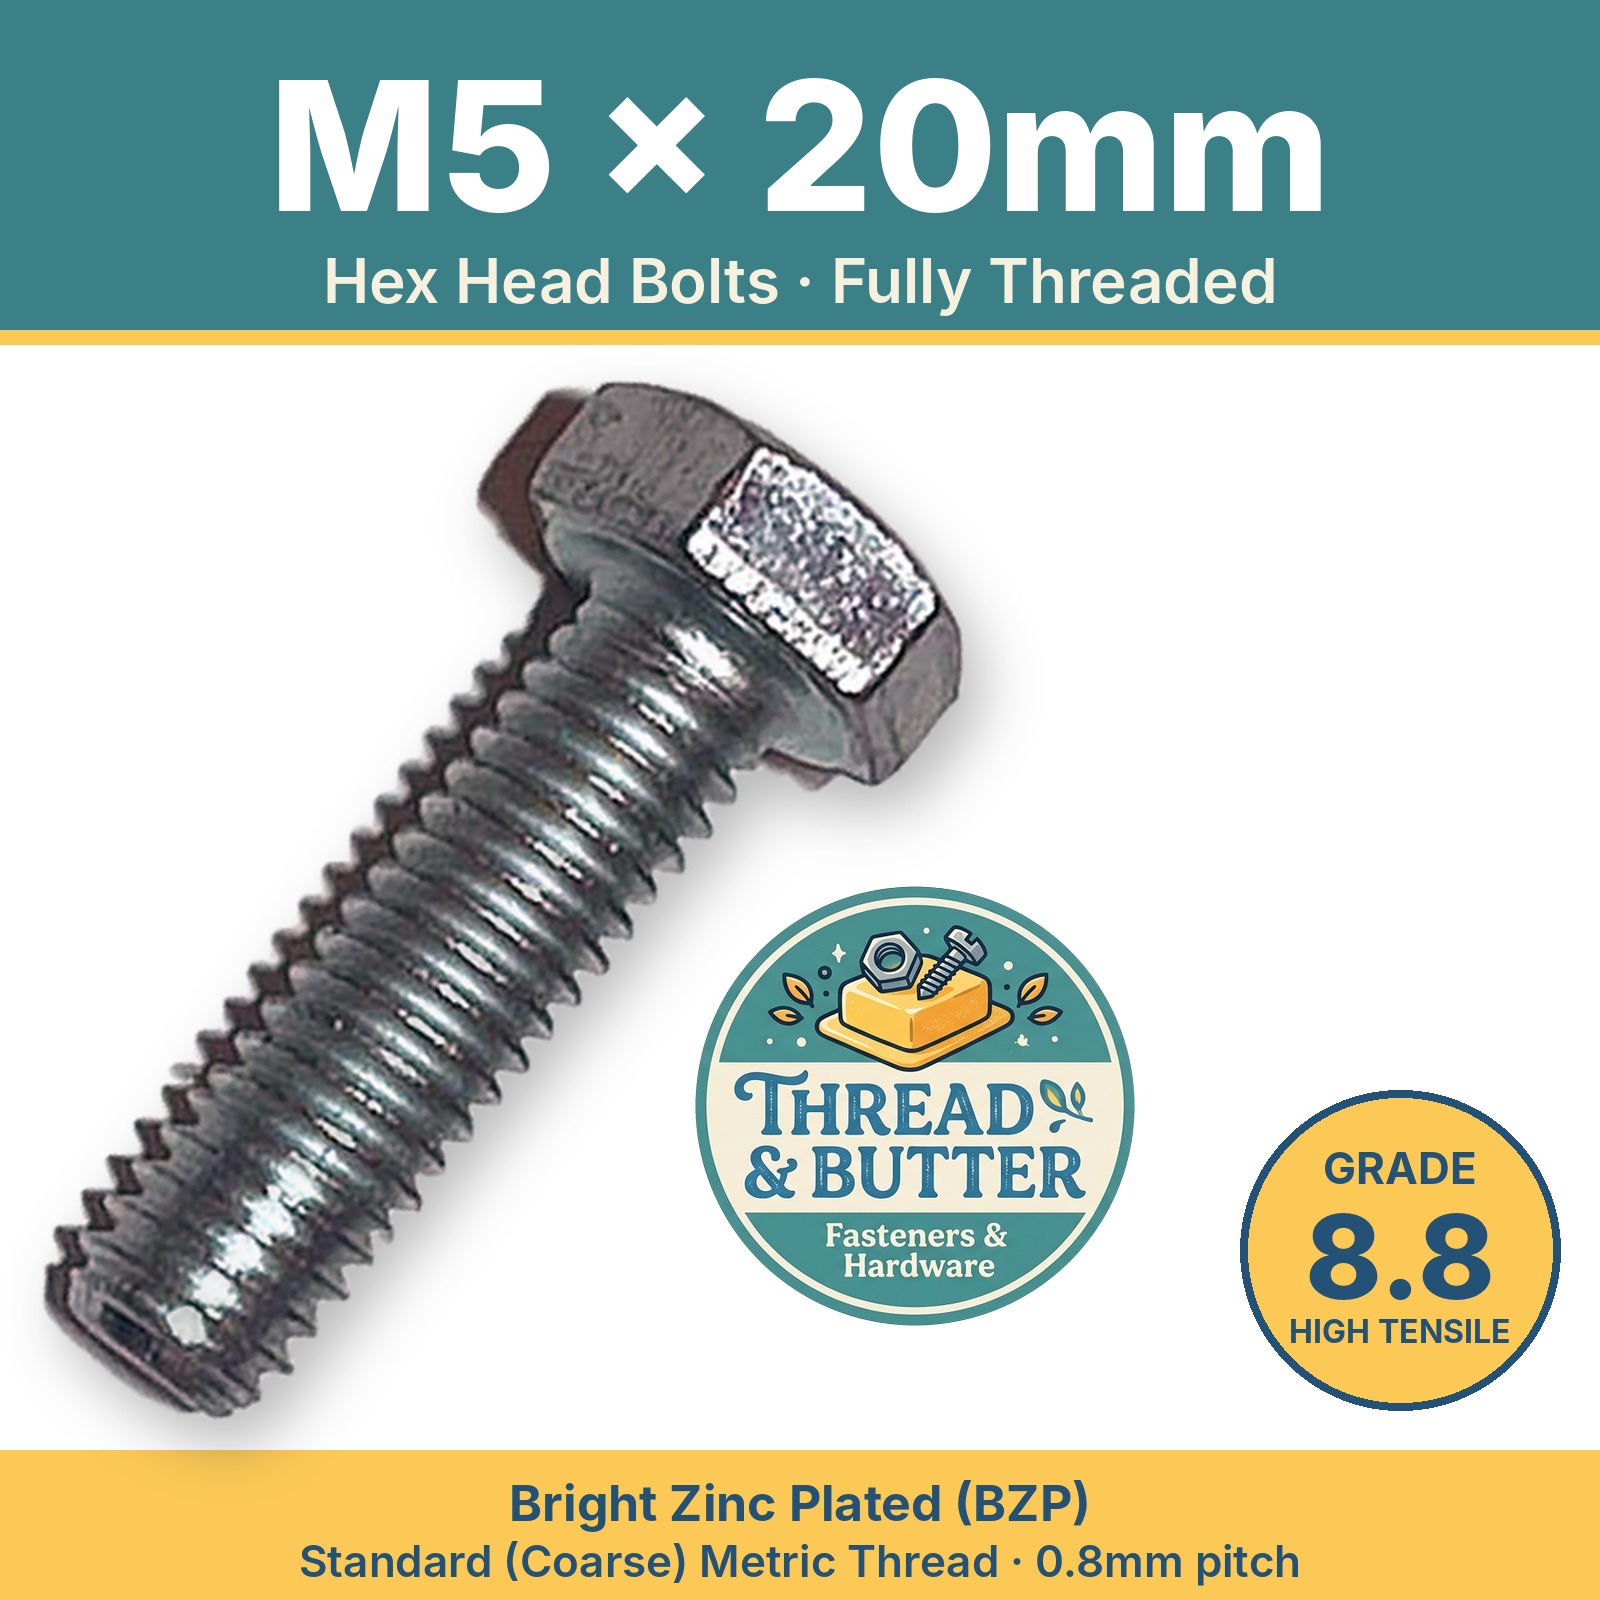 M5 × 20mm
Hex Head Bolts · Fully Threaded
THREAD
& BUTTER
Fasteners &
Hardware
GRADE
8.8
HIGH TENSILE
Bright Zinc Plated (BZP)
Standard (Coarse) Metric Thread · 0.8mm pitch